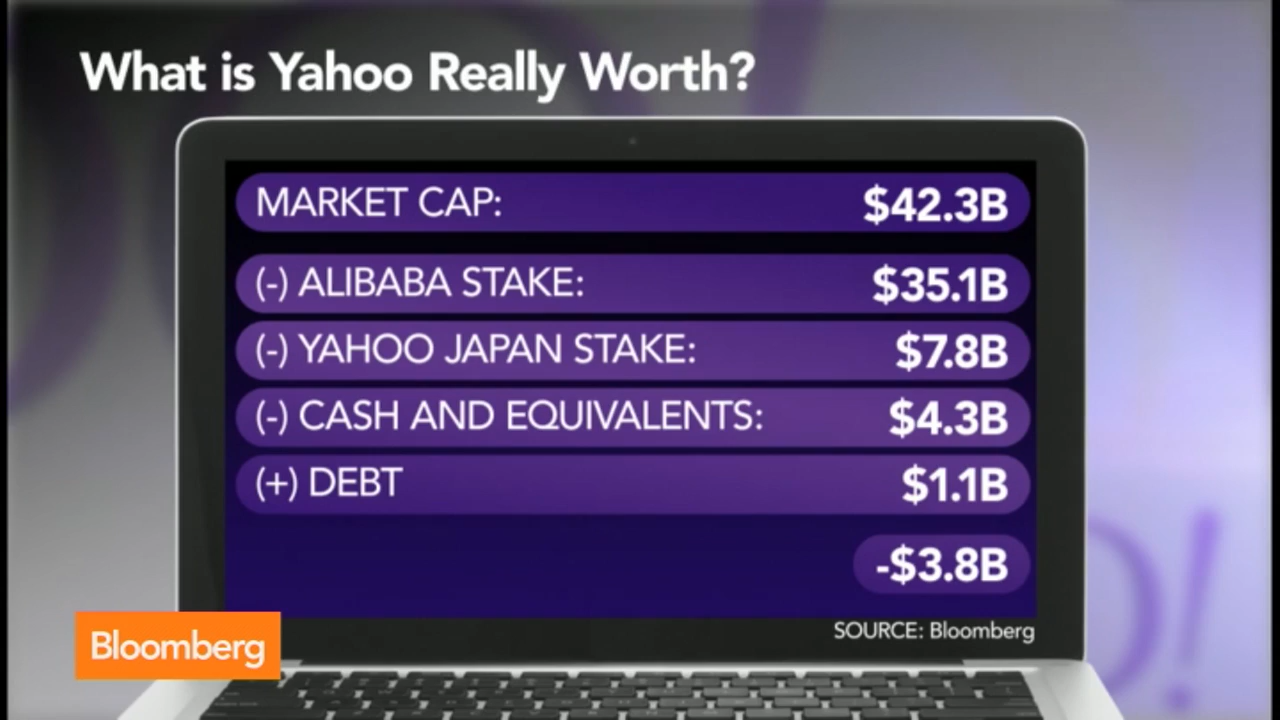 What is Yahoo Really Worth?
MARKET CAP: $42.3B
(-) ALIBABA STAKE: $35.1B
(-) YAHOO JAPAN STAKE: $7.8B
(-) CASH AND EQUIVALENTS: $4.3B
(+) DEBT $1.1B
-$3.8B
SOURCE: Bloomberg
Bloomberg